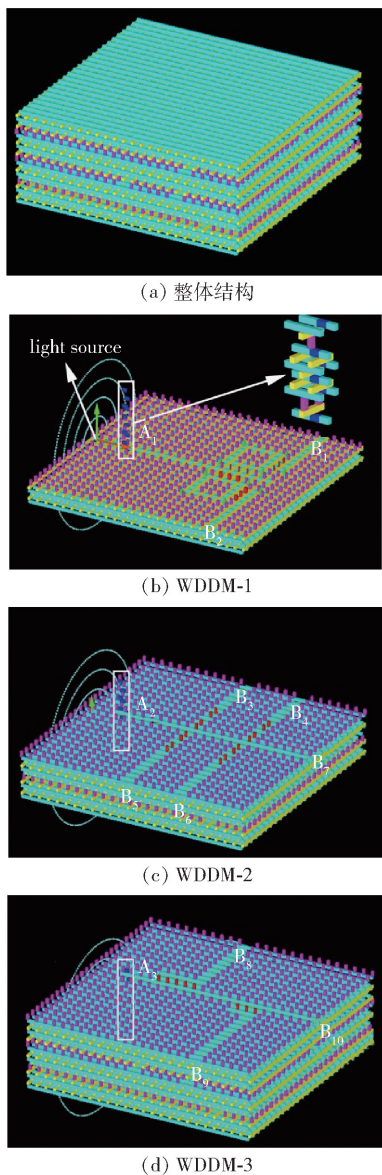 (a) 整体结构
light source
A1
B1
B2
(b) WDDM-1
A2
B3
B4
B7
B5
B6
(c) WDDM-2
A3
B8
B10
B9
(d) WDDM-3